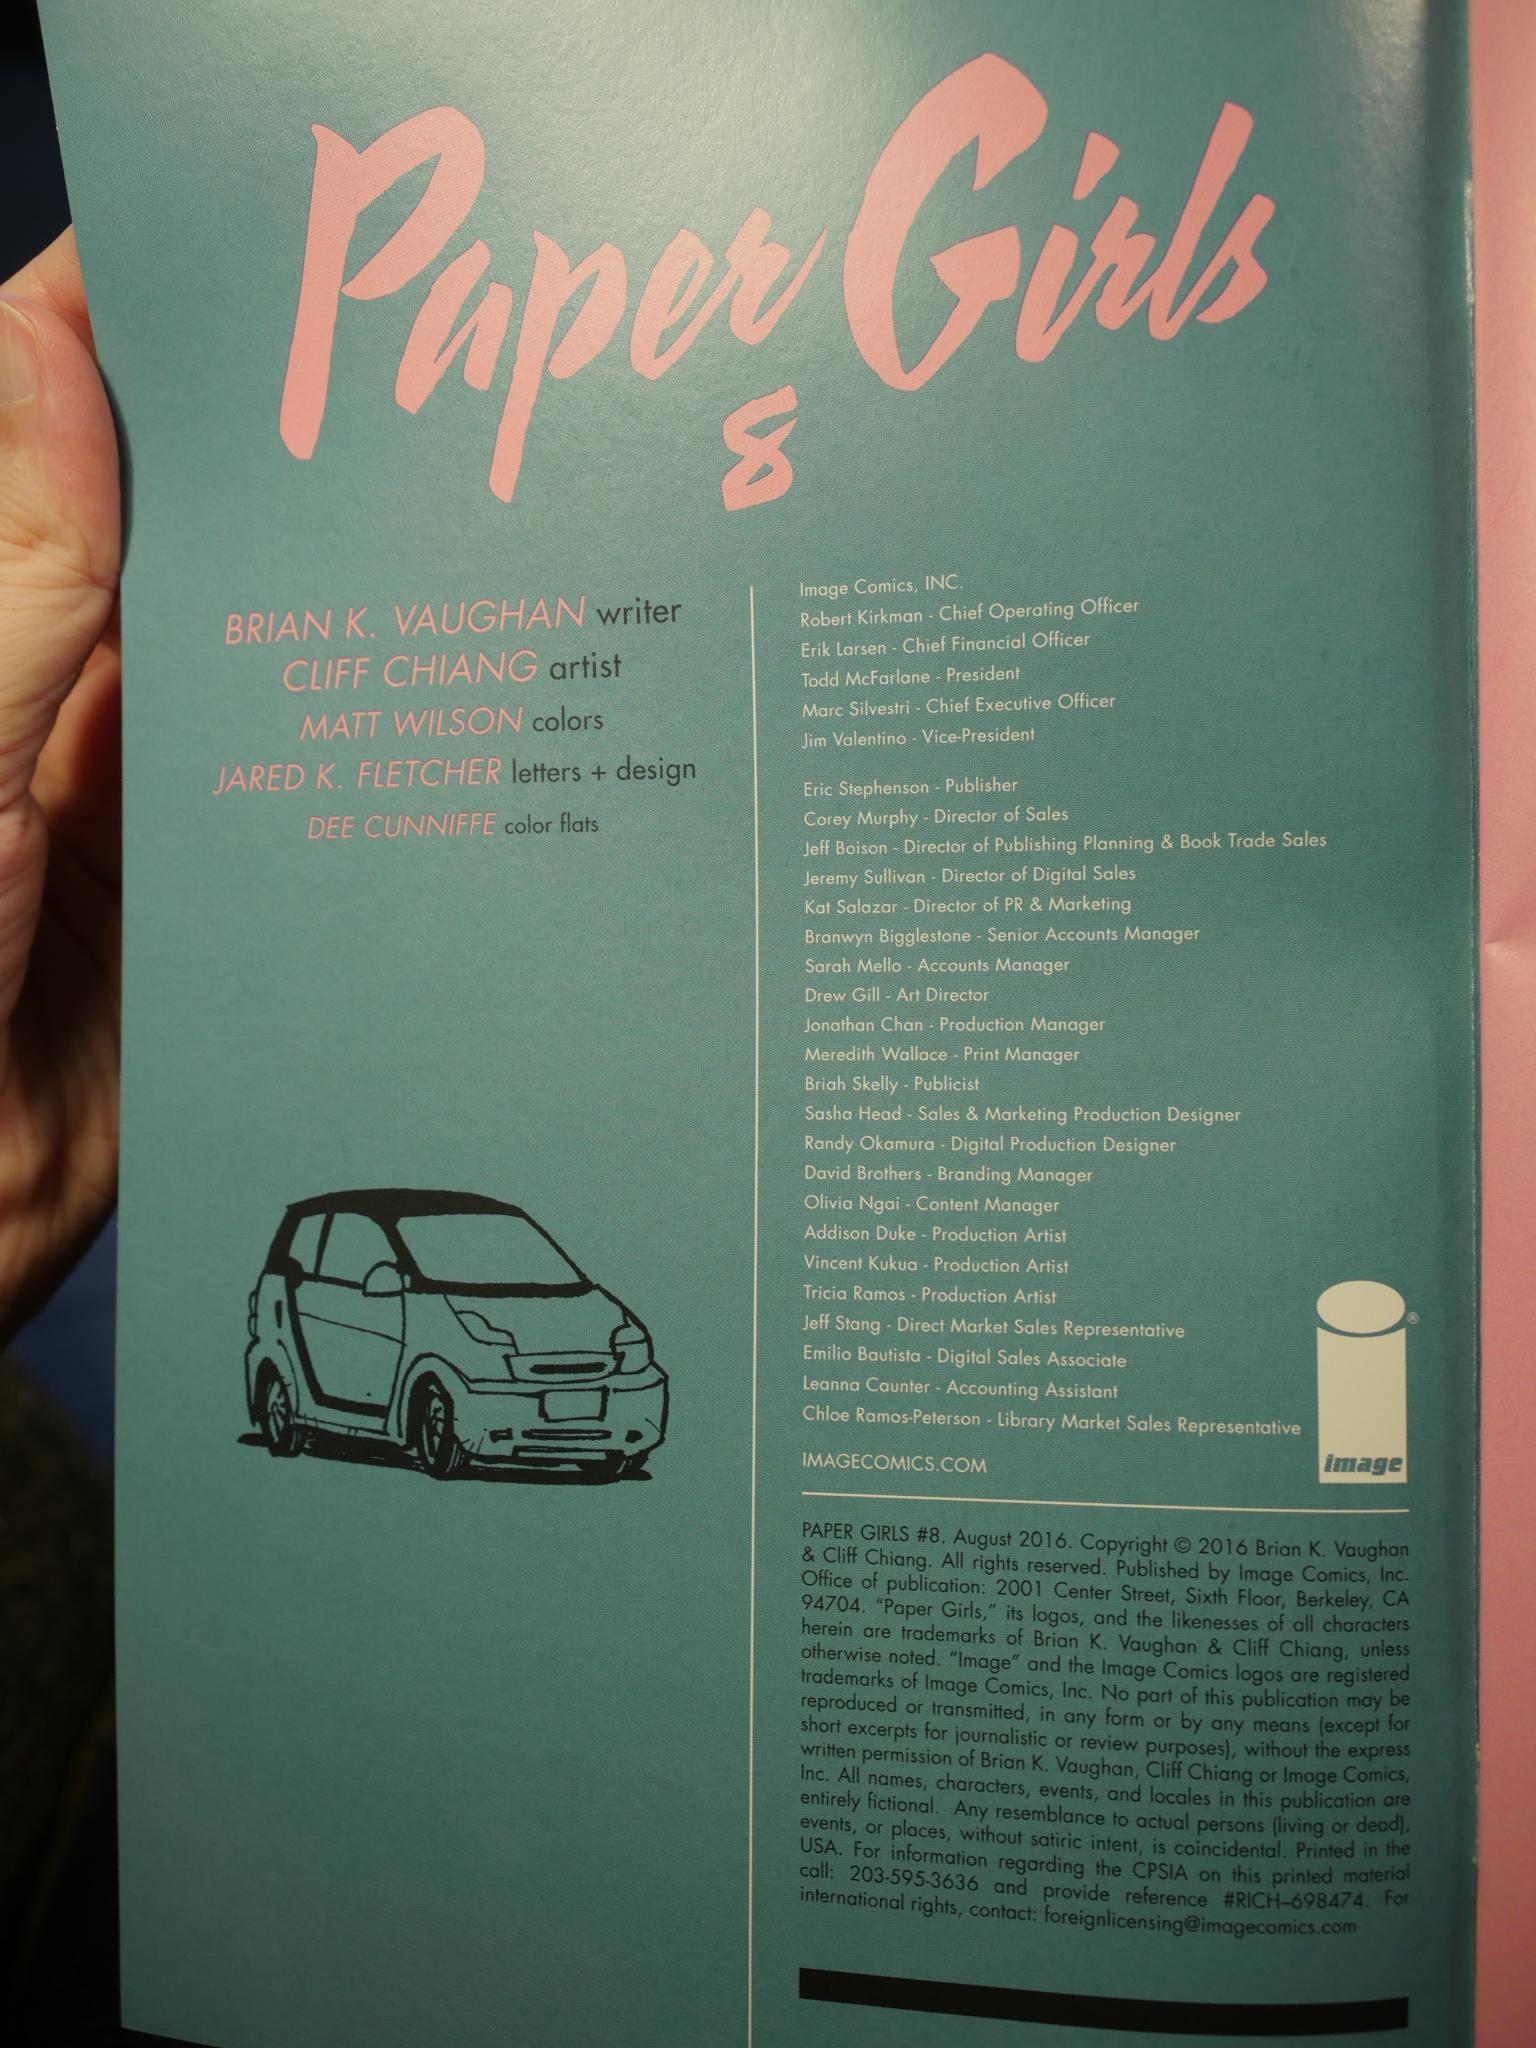 Paper Girls
8
BRIAN K. VAUGHAN writer
CLIFF CHIANG artist
MATT WILSON colors
JARED K. FLETCHER letters + design
DEE CUNNIFFE color flats
Image Comics, INC.
Robert Kirkman - Chief Operating Officer
Erik Larsen - Chief Financial Officer
Todd McFarlane - President
Marc Silvestri - Chief Executive Officer
Jim Valentino - Vice-President
Eric Stephenson - Publisher
Corey Murphy - Director of Sales
Jeff Boison - Director of Publishing Planning & Book Trade Sales
Jeremy Sullivan - Director of Digital Sales
Kat Salazar - Director of PR & Marketing
Branwyn Bigglestone - Senior Accounts Manager
Sarah Mello - Accounts Manager
Drew Gill - Art Director
Jonathan Chan - Production Manager
Meredith Wallace - Print Manager
Briah Skelly - Publicist
Sasha Head - Sales & Marketing Production Designer
Randy Okamura - Digital Production Designer
David Brothers - Branding Manager
Olivia Ngai - Content Manager
Addison Duke - Production Artist
Vincent Kukua - Production Artist
Tricia Ramos - Production Artist
Jeff Stang - Direct Market Sales Representative
Emilio Bautista - Digital Sales Associate
Leanna Caunter - Accounting Assistant
Chloe Ramos-Peterson - Library Market Sales Representative
IMAGECOMICS.COM
®
image
PAPER GIRLS #8. August 2016. Copyright © 2016 Brian K. Vaughan
& Cliff Chiang. All rights reserved. Published by Image Comics, Inc.
Office of publication: 2001 Center Street, Sixth Floor, Berkeley, CA
94704. “Paper Girls,” its logos, and the likenesses of all characters
herein are trademarks of Brian K. Vaughan & Cliff Chiang, unless
otherwise noted. “Image” and the Image Comics logos are registered
trademarks of Image Comics, Inc. No part of this publication may be
reproduced or transmitted, in any form or by any means (except for
short excerpts for journalistic or review purposes), without the express
written permission of Brian K. Vaughan, Cliff Chiang or Image Comics,
Inc. All names, characters, events, and locales in this publication are
entirely fictional. Any resemblance to actual persons (living or dead),
events, or places, without satiric intent, is coincidental. Printed in the
USA. For information regarding the CPSIA on this printed material
call: 203-595-3636 and provide reference #RICH–698474. For
international rights, contact: foreignlicensing@imagecomics.com